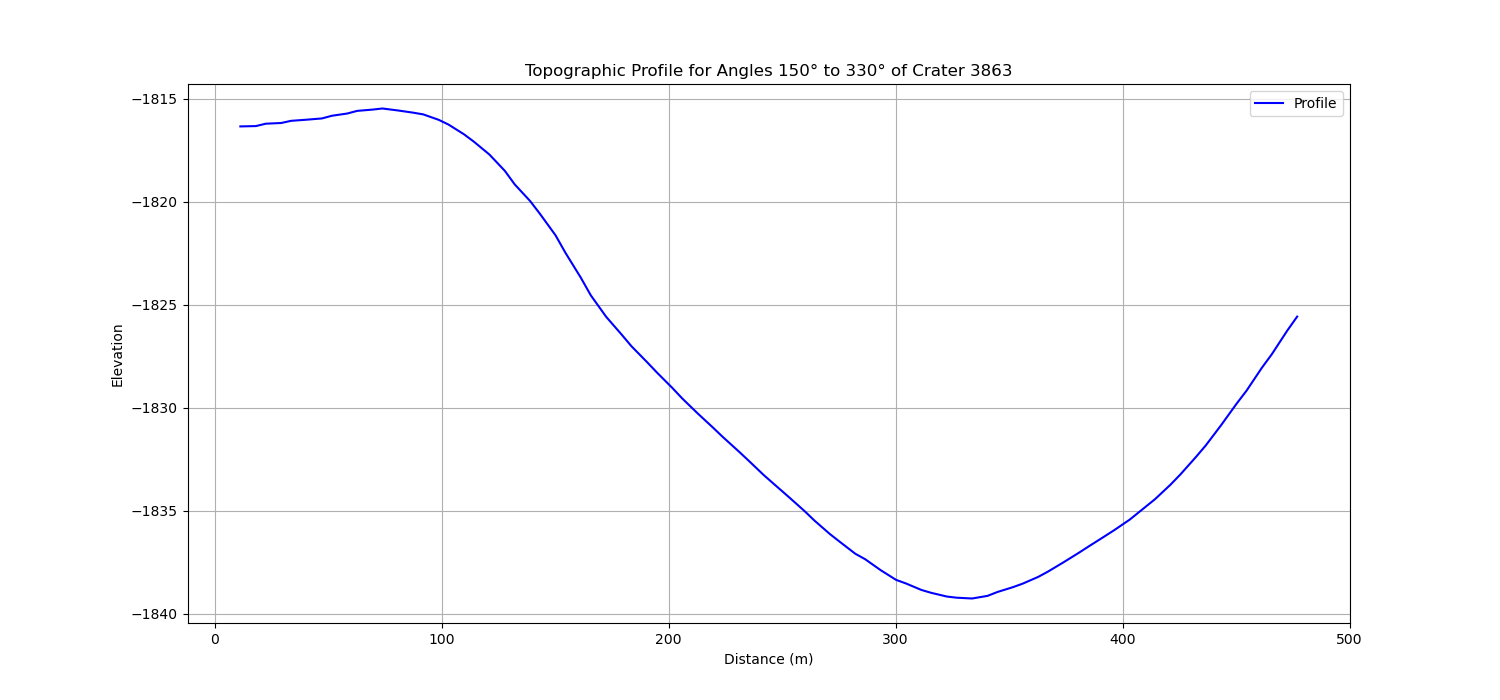 Topographic Profile for Angles 150° to 330° of Crater 3863
Profile
−1815
−1820
−1825
−1830
−1835
−1840
Elevation
0 100 200 300 400 500
Distance (m)